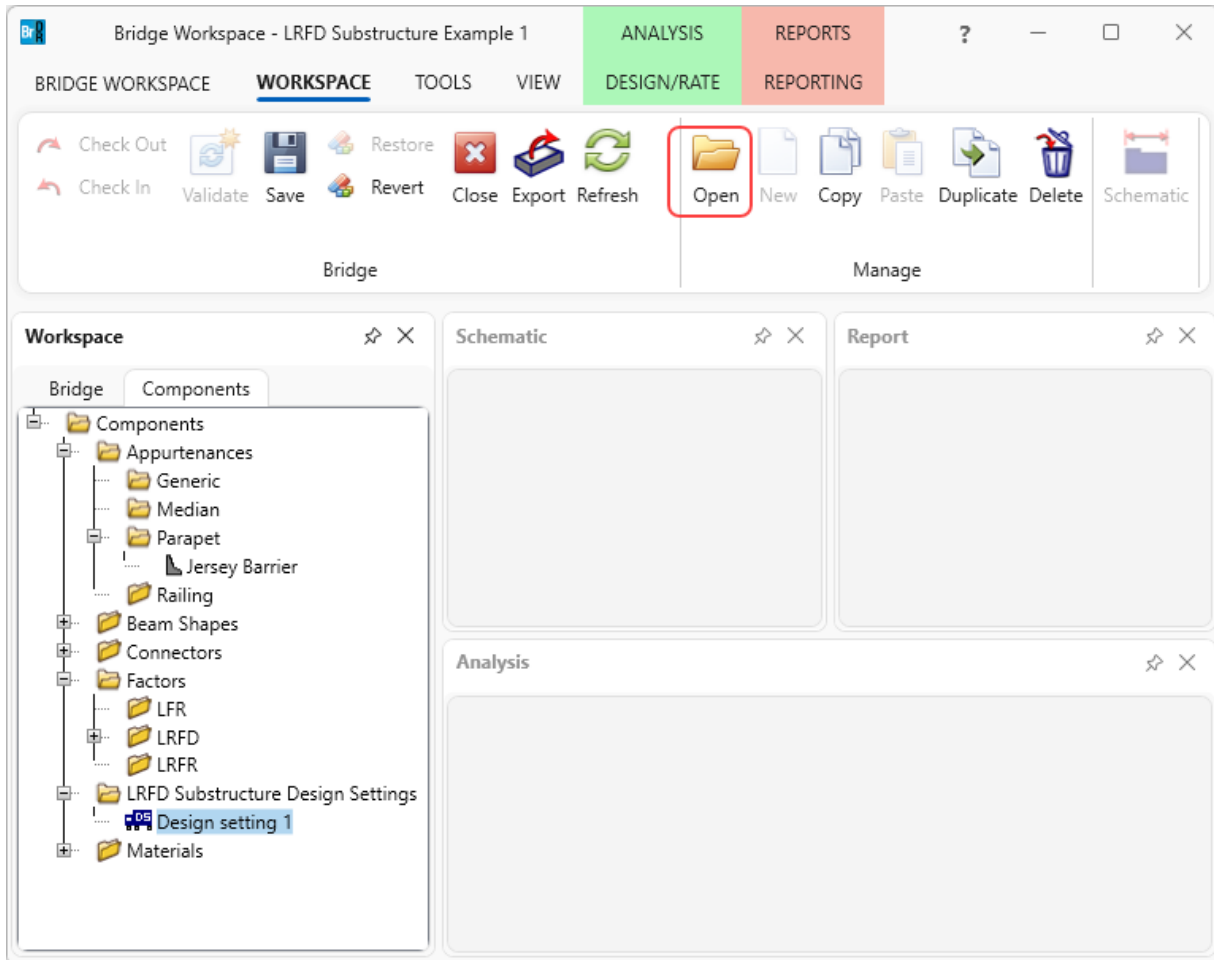 Br DR Bridge Workspace - LRFD Substructure Example 1 ANALYSIS REPORTS ?
BRIDGE WORKSPACE WORKSPACE TOOLS VIEW DESIGN/RATE REPORTING
Check Out
Check In
Validate
Save
Restore
Revert
Close
Export
Refresh
Open
New
Copy
Paste
Duplicate
Delete
Schematic
Bridge
Manage
Workspace
Bridge Components
Components
Appurtenances
Generic
Median
Parapet
Jersey Barrier
Railing
Beam Shapes
Connectors
Factors
LFR
LRFD
LRFR
LRFD Substructure Design Settings
DS Design setting 1
Materials
Schematic
Report
Analysis